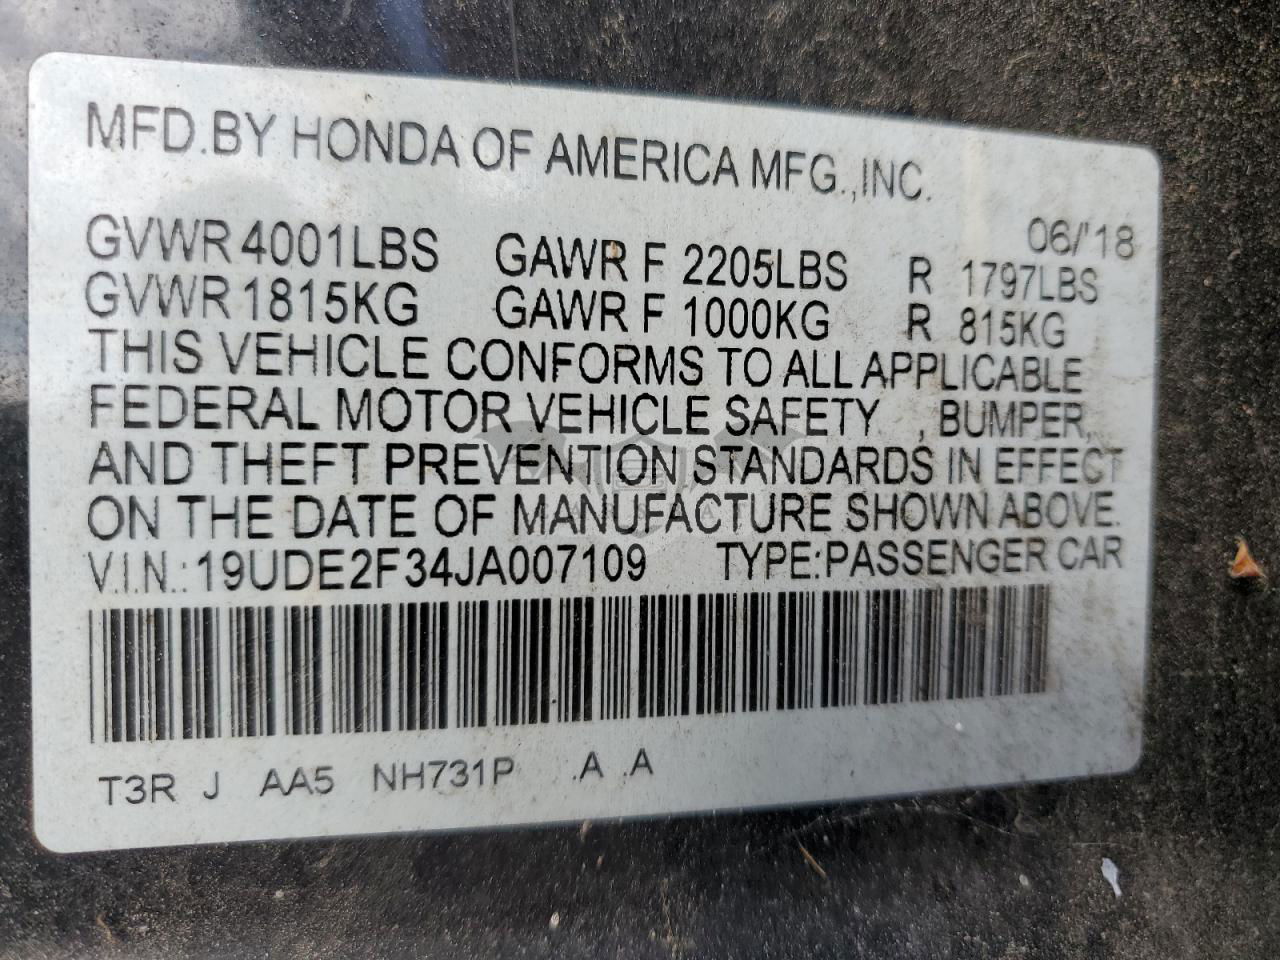 MFD.BY HONDA OF AMERICA MFG.,INC.
06/'18
GVWR 4001LBS GAWR F 2205LBS R 1797LBS
GVWR 1815KG GAWR F 1000KG R 815KG
THIS VEHICLE CONFORMS TO ALL APPLICABLE
FEDERAL MOTOR VEHICLE SAFETY , BUMPER,
AND THEFT PREVENTION STANDARDS IN EFFECT
ON THE DATE OF MANUFACTURE SHOWN ABOVE.
V.I.N.: 19UDE2F34JA007109 TYPE:PASSENGER CAR
T3R J AA5 NH731P .A .A